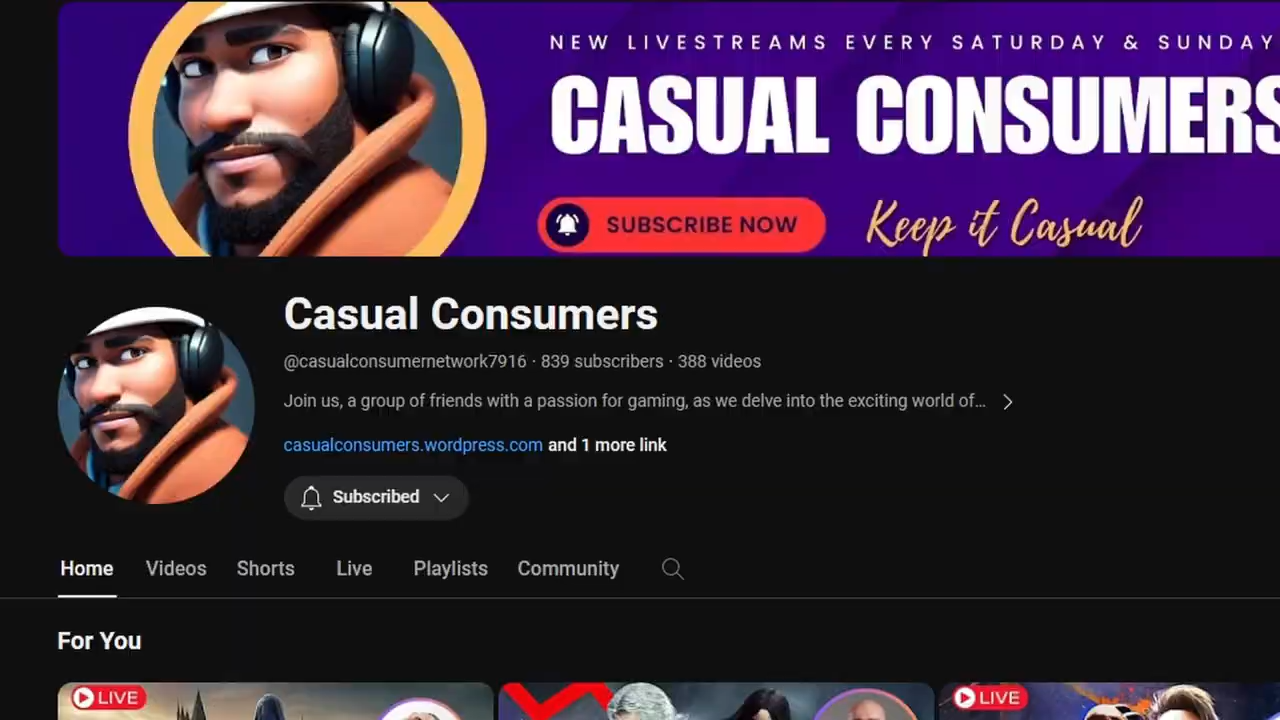 NEW LIVESTREAMS EVERY SATURDAY & SUNDAY
CASUAL CONSUMERS
SUBSCRIBE NOW
Keep it Casual
Casual Consumers
@casualconsumernetwork7916 · 839 subscribers · 388 videos
Join us, a group of friends with a passion for gaming, as we delve into the exciting world of...
casualconsumers.wordpress.com and 1 more link
Subscribed
Home Videos Shorts Live Playlists Community
For You
LIVE LIVE